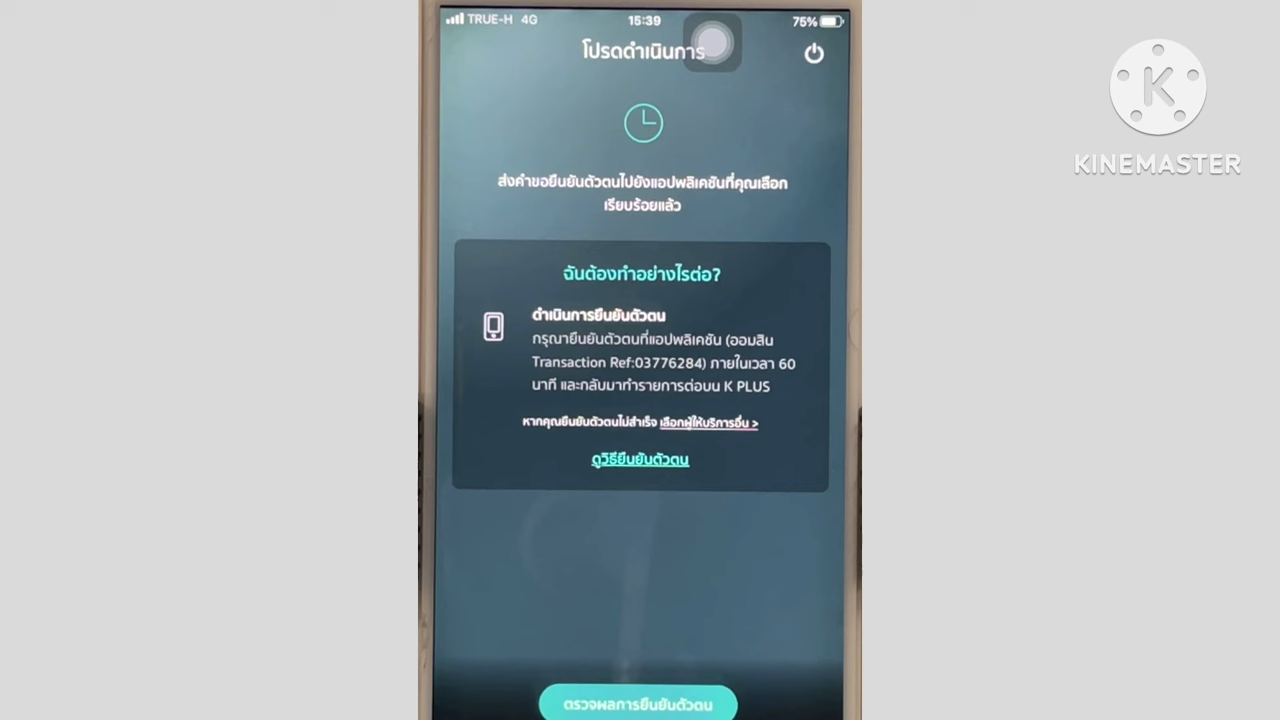 TRUE-H 4G 15:39 75%
โปรดดำเนินการ
ส่งคำขอยืนยันตัวตนไปยังแอปพลิเคชันที่คุณเลือก
เรียบร้อยแล้ว
ฉันต้องทำอย่างไรต่อ?
ดำเนินการยืนยันตัวตน
กรุณายืนยันตัวตนที่แอปพลิเคชัน (ออมสิน
Transaction Ref:03776284) ภายในเวลา 60
นาที และกลับมาทำรายการต่อบน K PLUS
หากคุณยืนยันตัวตนไม่สำเร็จ เลือกผู้ให้บริการอื่น >
ดูวิธียืนยันตัวตน
ตรวจผลการยืนยันตัวตน
K
KINEMASTER